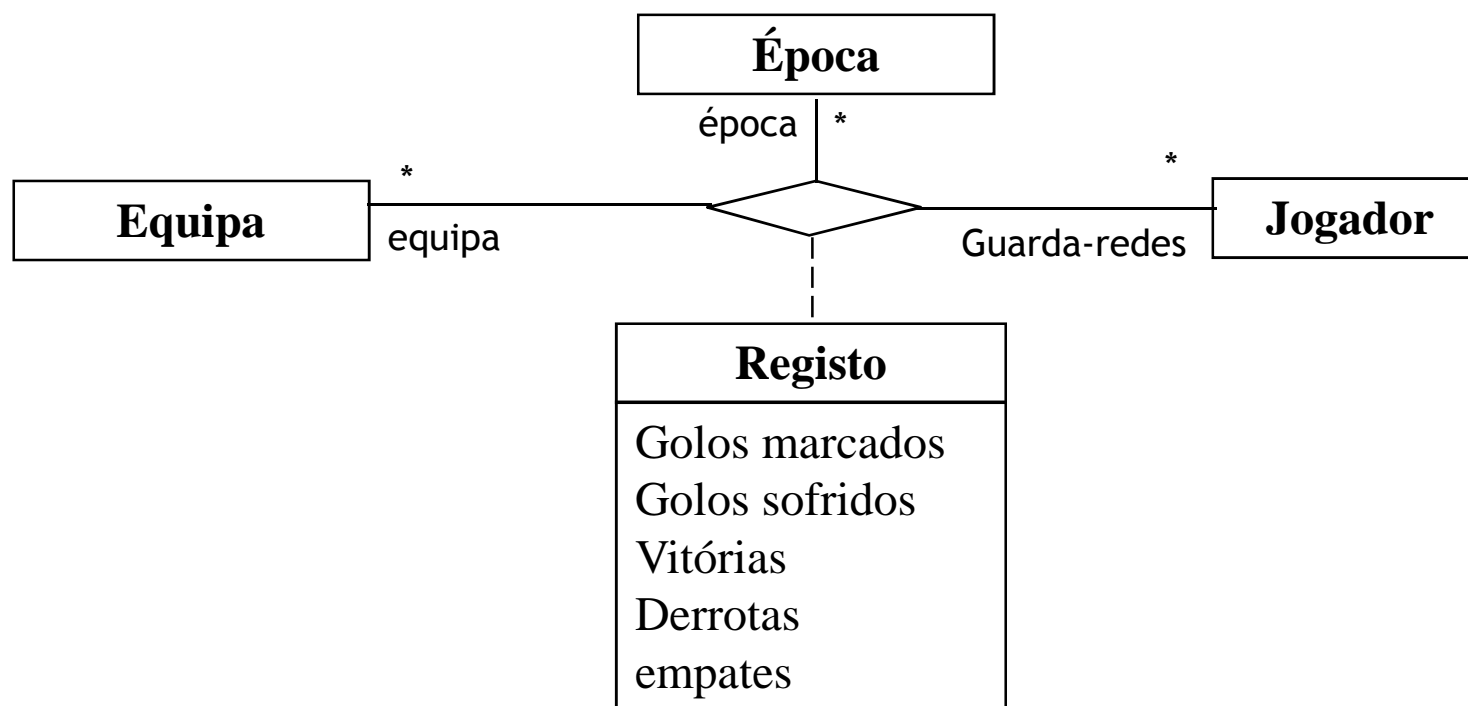 Época
época *
* *
Equipa
Jogador
equipa
Guarda-redes
Registo
Golos marcados
Golos sofridos
Vitórias
Derrotas
empates